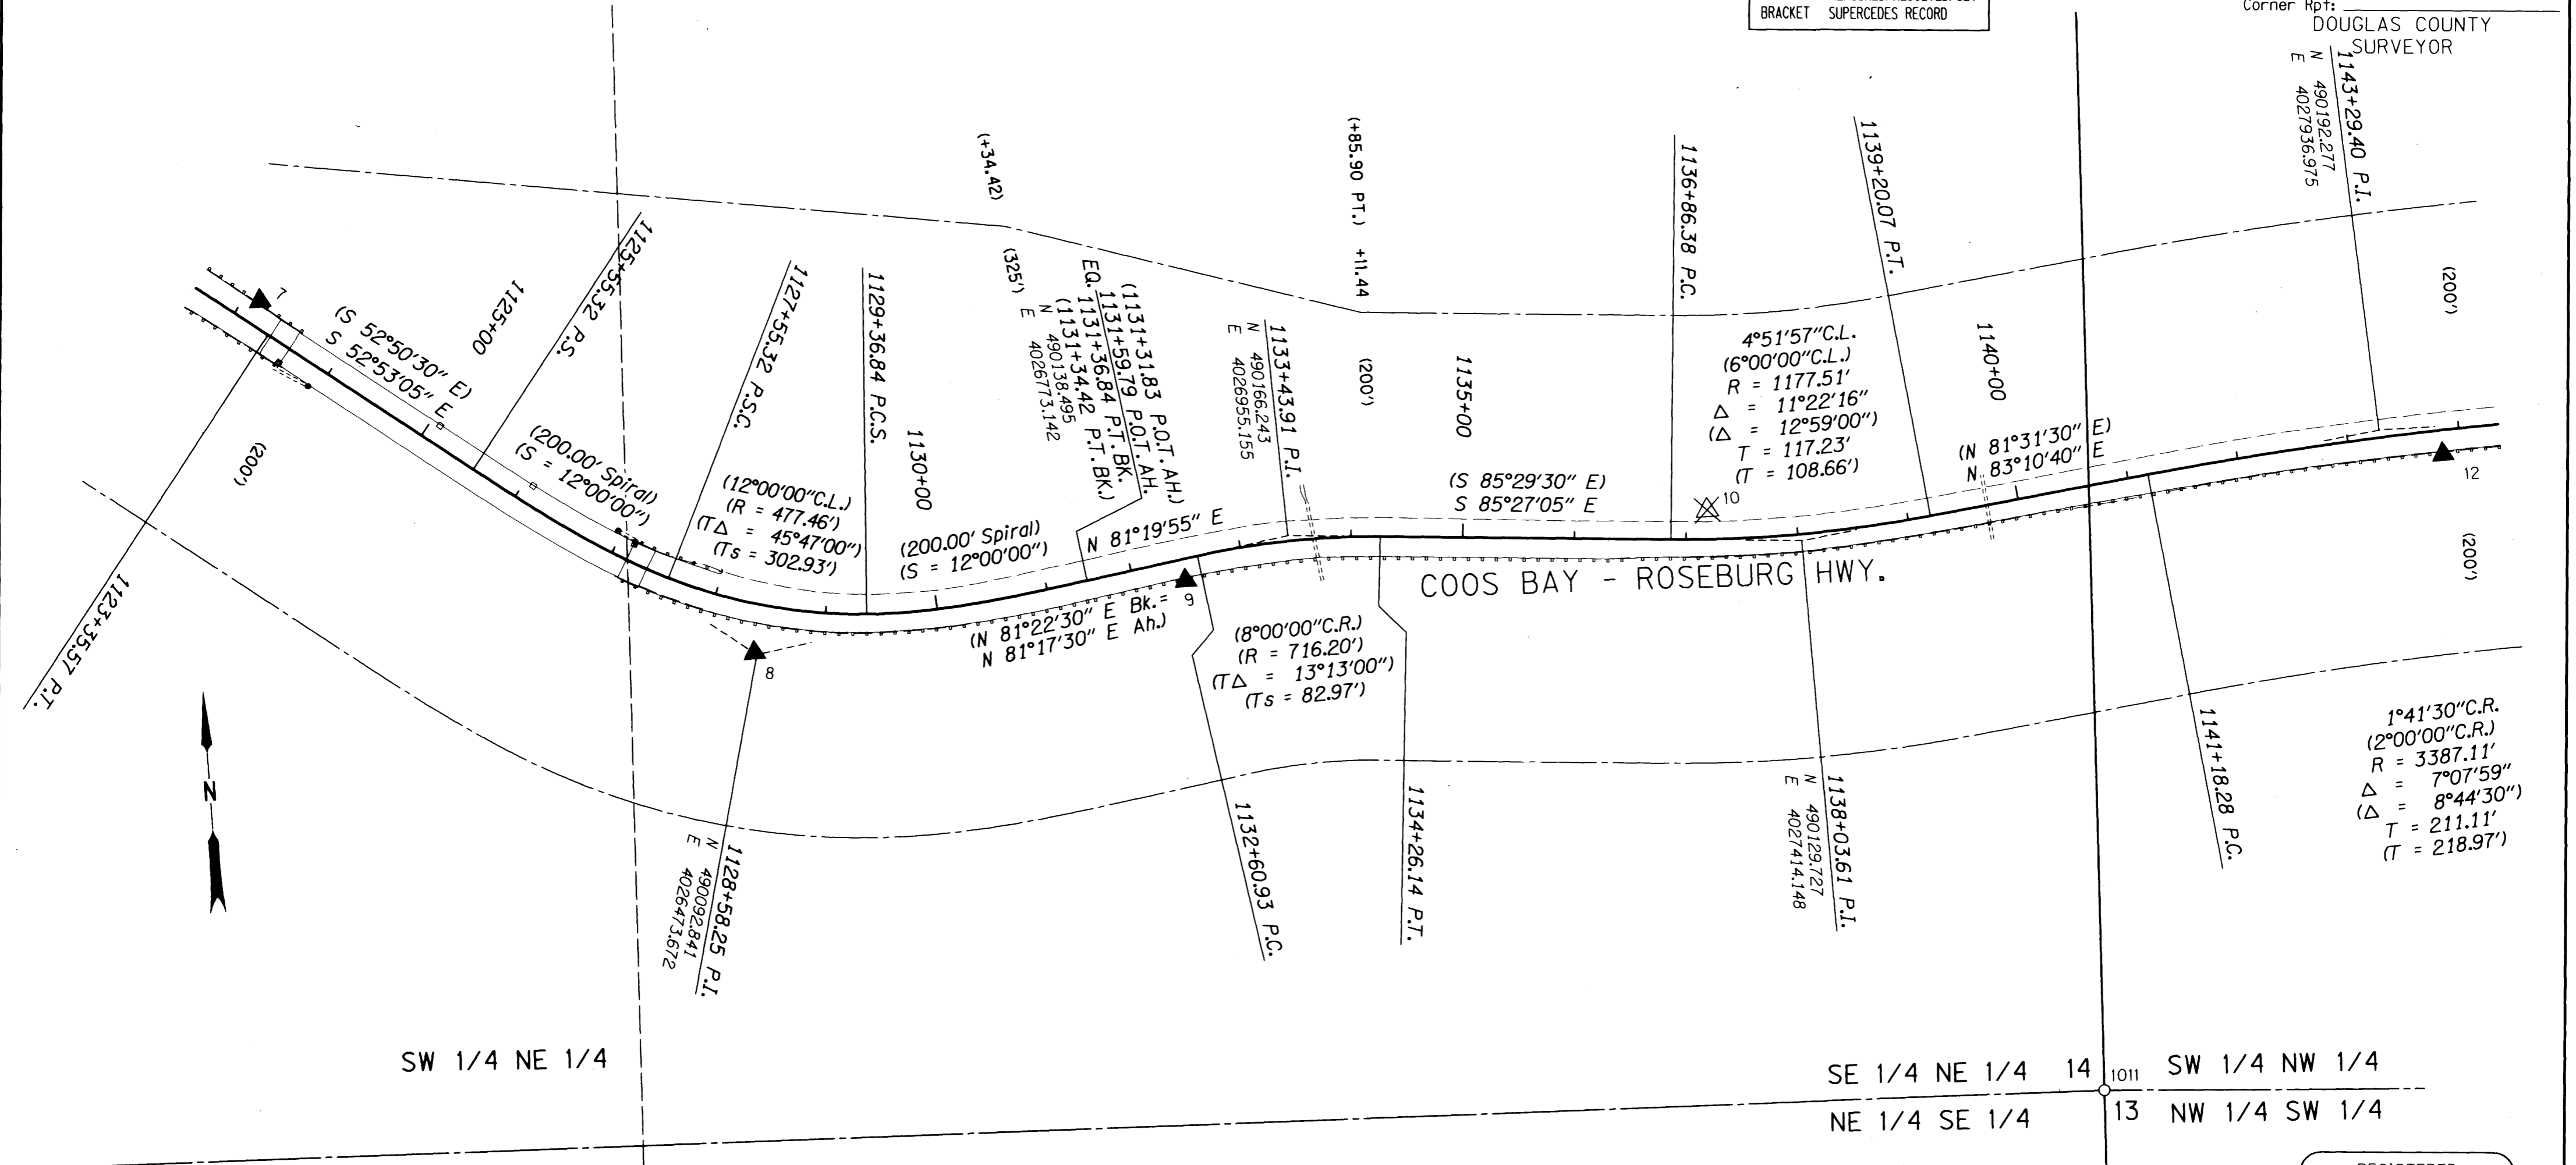 BRACKET SUPERCEDES RECORD
Corner Rpt:
DOUGLAS COUNTY
SURVEYOR
1143+29.40 P.I.
N 490192.277
E 4027936.975
(200')
(200')
7
(S 52°50'30" E)
S 52°53'05" E
1125+00
1125+55.32 P.S.
(200.00' Spiral)
(S = 12°00'00")
1127+55.32 P.S.C.
(12°00'00"C.L.)
(R = 477.46')
(T∆ = 45°47'00")
(Ts = 302.93')
1129+36.84 P.C.S.
1130+00
(200.00' Spiral)
(S = 12°00'00")
(+34.42)
(325')
(1131+31.83 P.O.T. AH.)
1131+59.79 P.O.T. AH.
EQ. 1131+36.84 P.T. BK.
(1131+34.42 P.T. BK.)
N 490138.495
E 4026773.142
N 81°19'55" E
(N 81°22'30" E Bk.=
N 81°17'30" E Ah.)
9
1133+43.91 P.I.
N 490166.243
E 4026955.155
(+85.90 PT.) +11.44
(200')
1135+00
(S 85°29'30" E)
S 85°27'05" E
(8°00'00"C.R.)
(R = 716.20')
(T∆ = 13°13'00")
(Ts = 82.97')
COOS BAY - ROSEBURG HWY.
1136+86.38 P.C.
10
4°51'57"C.L.
(6°00'00"C.L.)
R = 1177.51'
∆ = 11°22'16"
(∆ = 12°59'00")
T = 117.23'
(T = 108.66')
1139+20.07 P.T.
1140+00
(N 81°31'30" E)
N 83°10'40" E
12
(200')
1123+35.57 P.T.
N
8
1128+58.25 P.I.
N 490092.841
E 4026473.672
1132+60.93 P.C.
1134+26.14 P.T.
1138+03.61 P.I.
N 490129.727
E 4027414.148
1141+18.28 P.C.
1°41'30"C.R.
(2°00'00"C.R.)
R = 3387.11'
∆ = 7°07'59"
(∆ = 8°44'30")
T = 211.11'
(T = 218.97')
SW 1/4 NE 1/4
SE 1/4 NE 1/4 14 1011 SW 1/4 NW 1/4
NE 1/4 SE 1/4 13 NW 1/4 SW 1/4